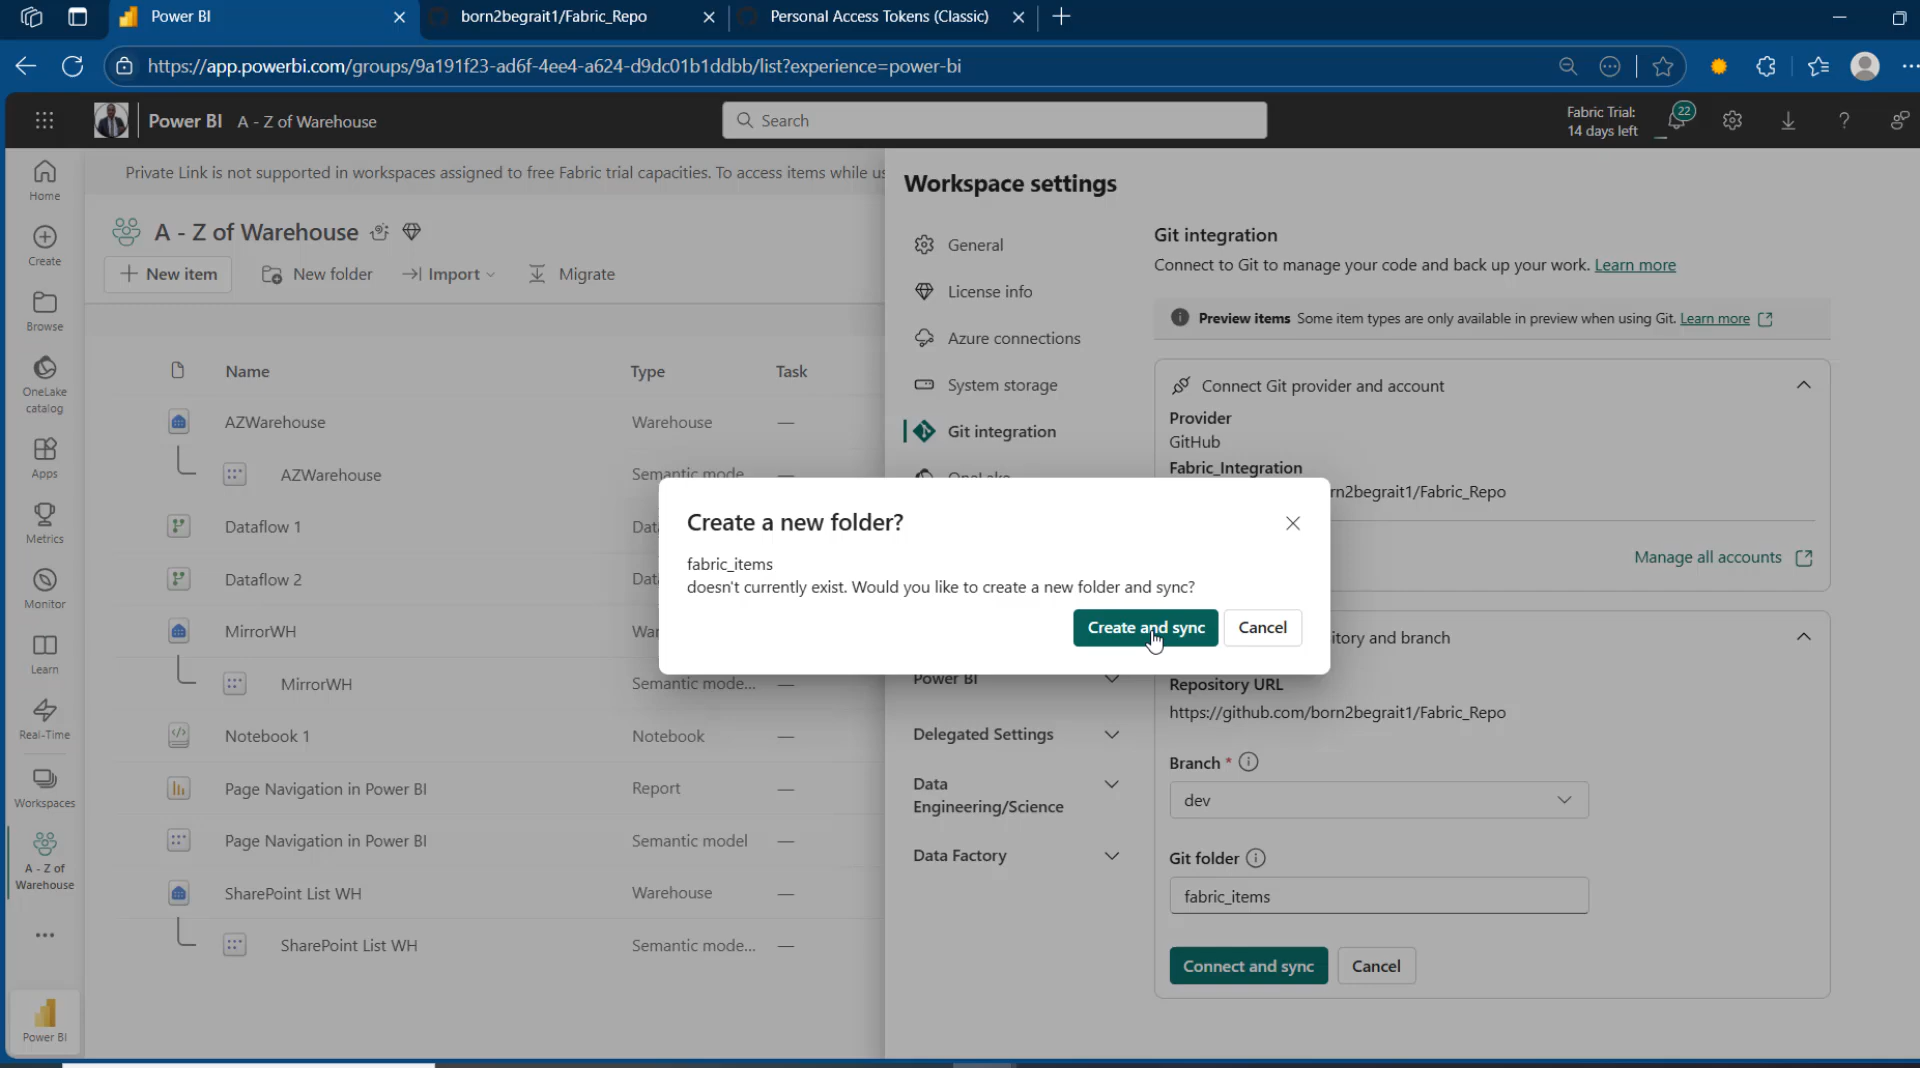 Power BI
born2begrait1/Fabric_Repo
Personal Access Tokens (Classic)
https://app.powerbi.com/groups/9a191f23-ad6f-4ee4-a624-d9dc01b1ddbb/list?experience=power-bi
Power BI A - Z of Warehouse
Search
Fabric Trial:
14 days left
22
Home
Create
Browse
OneLake
catalog
Apps
Metrics
Monitor
Learn
Real-Time
Workspaces
A - Z of
Warehouse
Power BI
Private Link is not supported in workspaces assigned to free Fabric trial capacities. To access items while us
A - Z of Warehouse
New item
New folder
Import
Migrate
Name Type Task
AZWarehouse Warehouse —
AZWarehouse Semantic mode... —
Dataflow 1
Dataflow 2
MirrorWH
MirrorWH Semantic mode... —
Notebook 1 Notebook —
Page Navigation in Power BI Report —
Page Navigation in Power BI Semantic model —
SharePoint List WH Warehouse —
SharePoint List WH Semantic mode... —
Workspace settings
General
License info
Azure connections
System storage
Git integration
OneLake
Power BI
Delegated Settings
Data
Engineering/Science
Data Factory
Git integration
Connect to Git to manage your code and back up your work. Learn more
Preview items Some item types are only available in preview when using Git. Learn more
Connect Git provider and account
Provider
GitHub
Fabric_Integration
rn2begrait1/Fabric_Repo
Manage all accounts
itory and branch
Repository URL
https://github.com/born2begrait1/Fabric_Repo
Branch *
dev
Git folder
fabric_items
Connect and sync
Cancel
Create a new folder?
fabric_items
doesn't currently exist. Would you like to create a new folder and sync?
Create and sync
Cancel